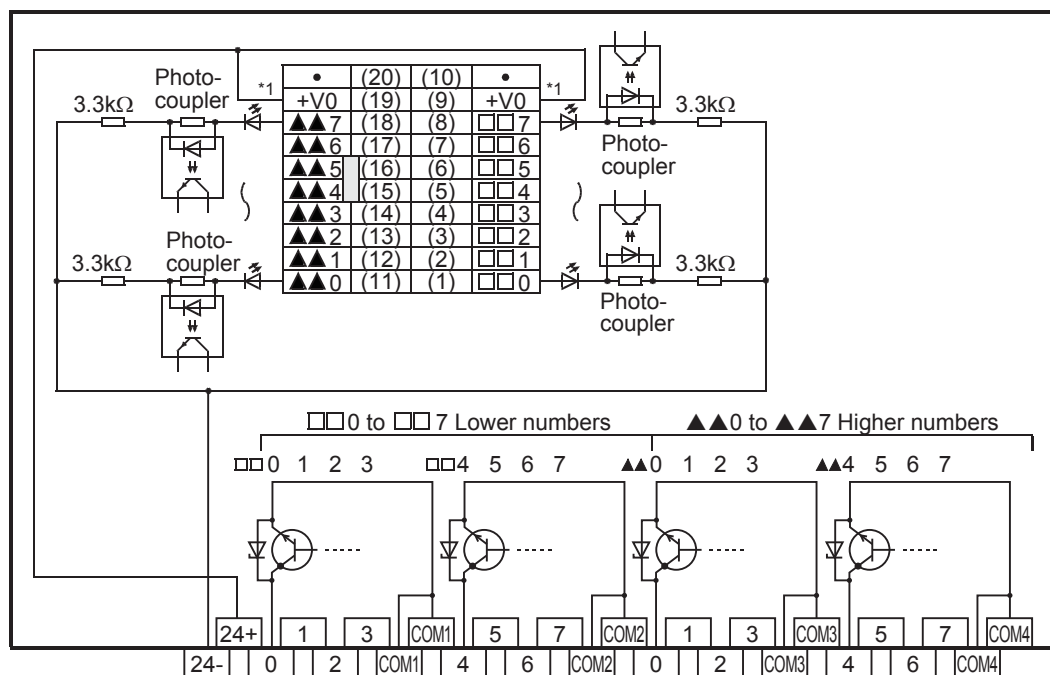 Photo-
coupler
3.3kΩ
*1
• (20) (10) •
+V0 (19) (9) +V0
▲▲7 (18) (8) □□7
▲▲6 (17) (7) □□6
▲▲5 (16) (6) □□5
▲▲4 (15) (5) □□4
▲▲3 (14) (4) □□3
▲▲2 (13) (3) □□2
▲▲1 (12) (2) □□1
▲▲0 (11) (1) □□0
*1
3.3kΩ
Photo-
coupler
Photo-
coupler
3.3kΩ
3.3kΩ
Photo-
coupler
□□0 to □□7 Lower numbers ▲▲0 to ▲▲7 Higher numbers
□□0 1 2 3 □□4 5 6 7 ▲▲0 1 2 3 ▲▲4 5 6 7
24+ 1 3 COM1 5 7 COM2 1 3 COM3 5 7 COM4
24- 0 2 COM1 4 6 COM2 0 2 COM3 4 6 COM4